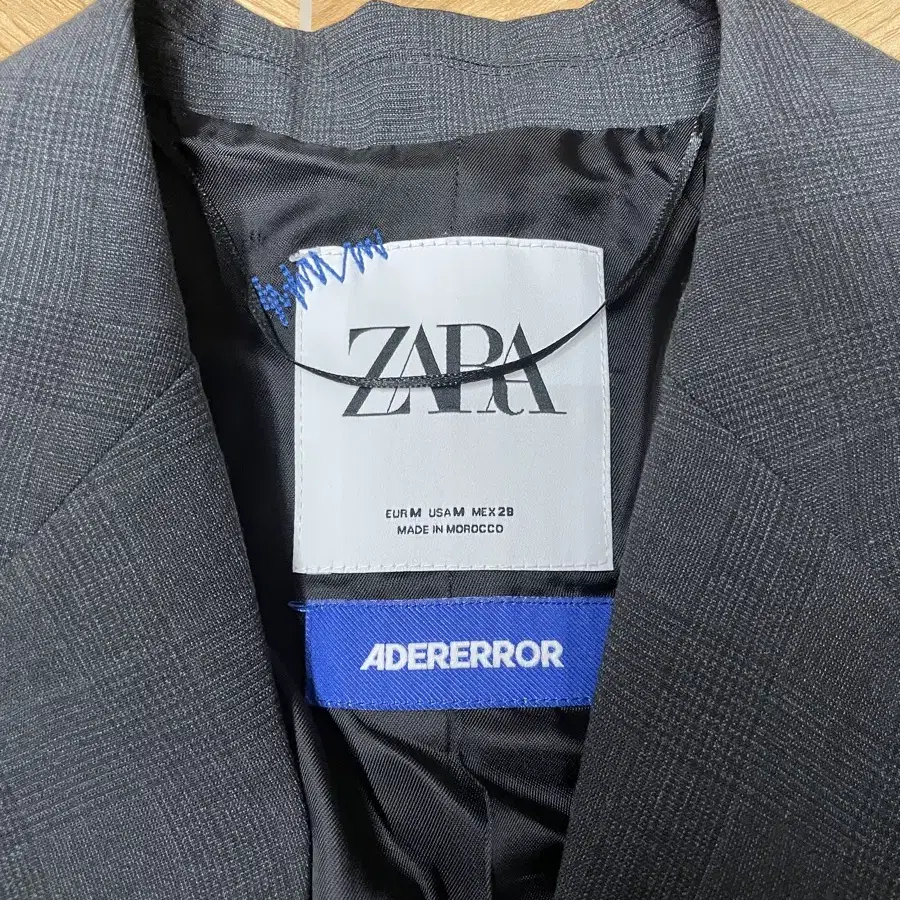 ZARA
EUR M USA M MEX 28
MADE IN MOROCCO
ADERERROR